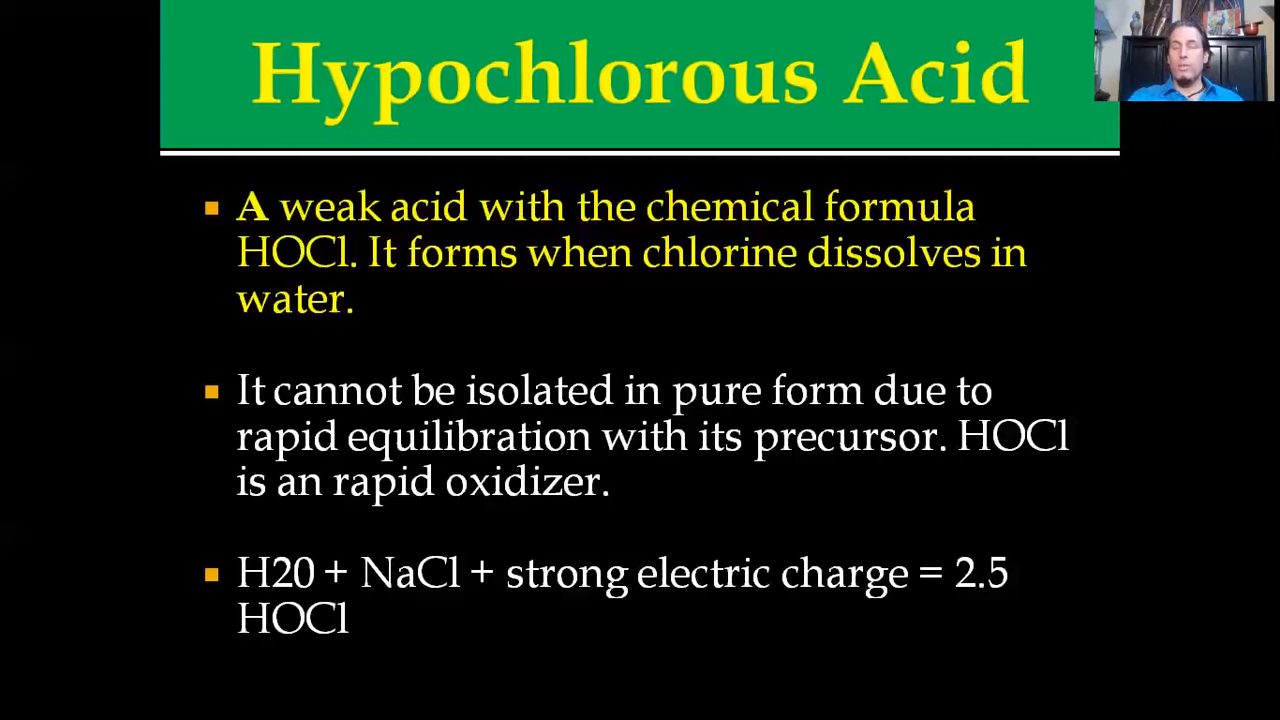 Hypochlorous Acid
▪ A weak acid with the chemical formula
HOCl. It forms when chlorine dissolves in
water.
▪ It cannot be isolated in pure form due to
rapid equilibration with its precursor. HOCl
is an rapid oxidizer.
▪ H20 + NaCl + strong electric charge = 2.5
HOCl